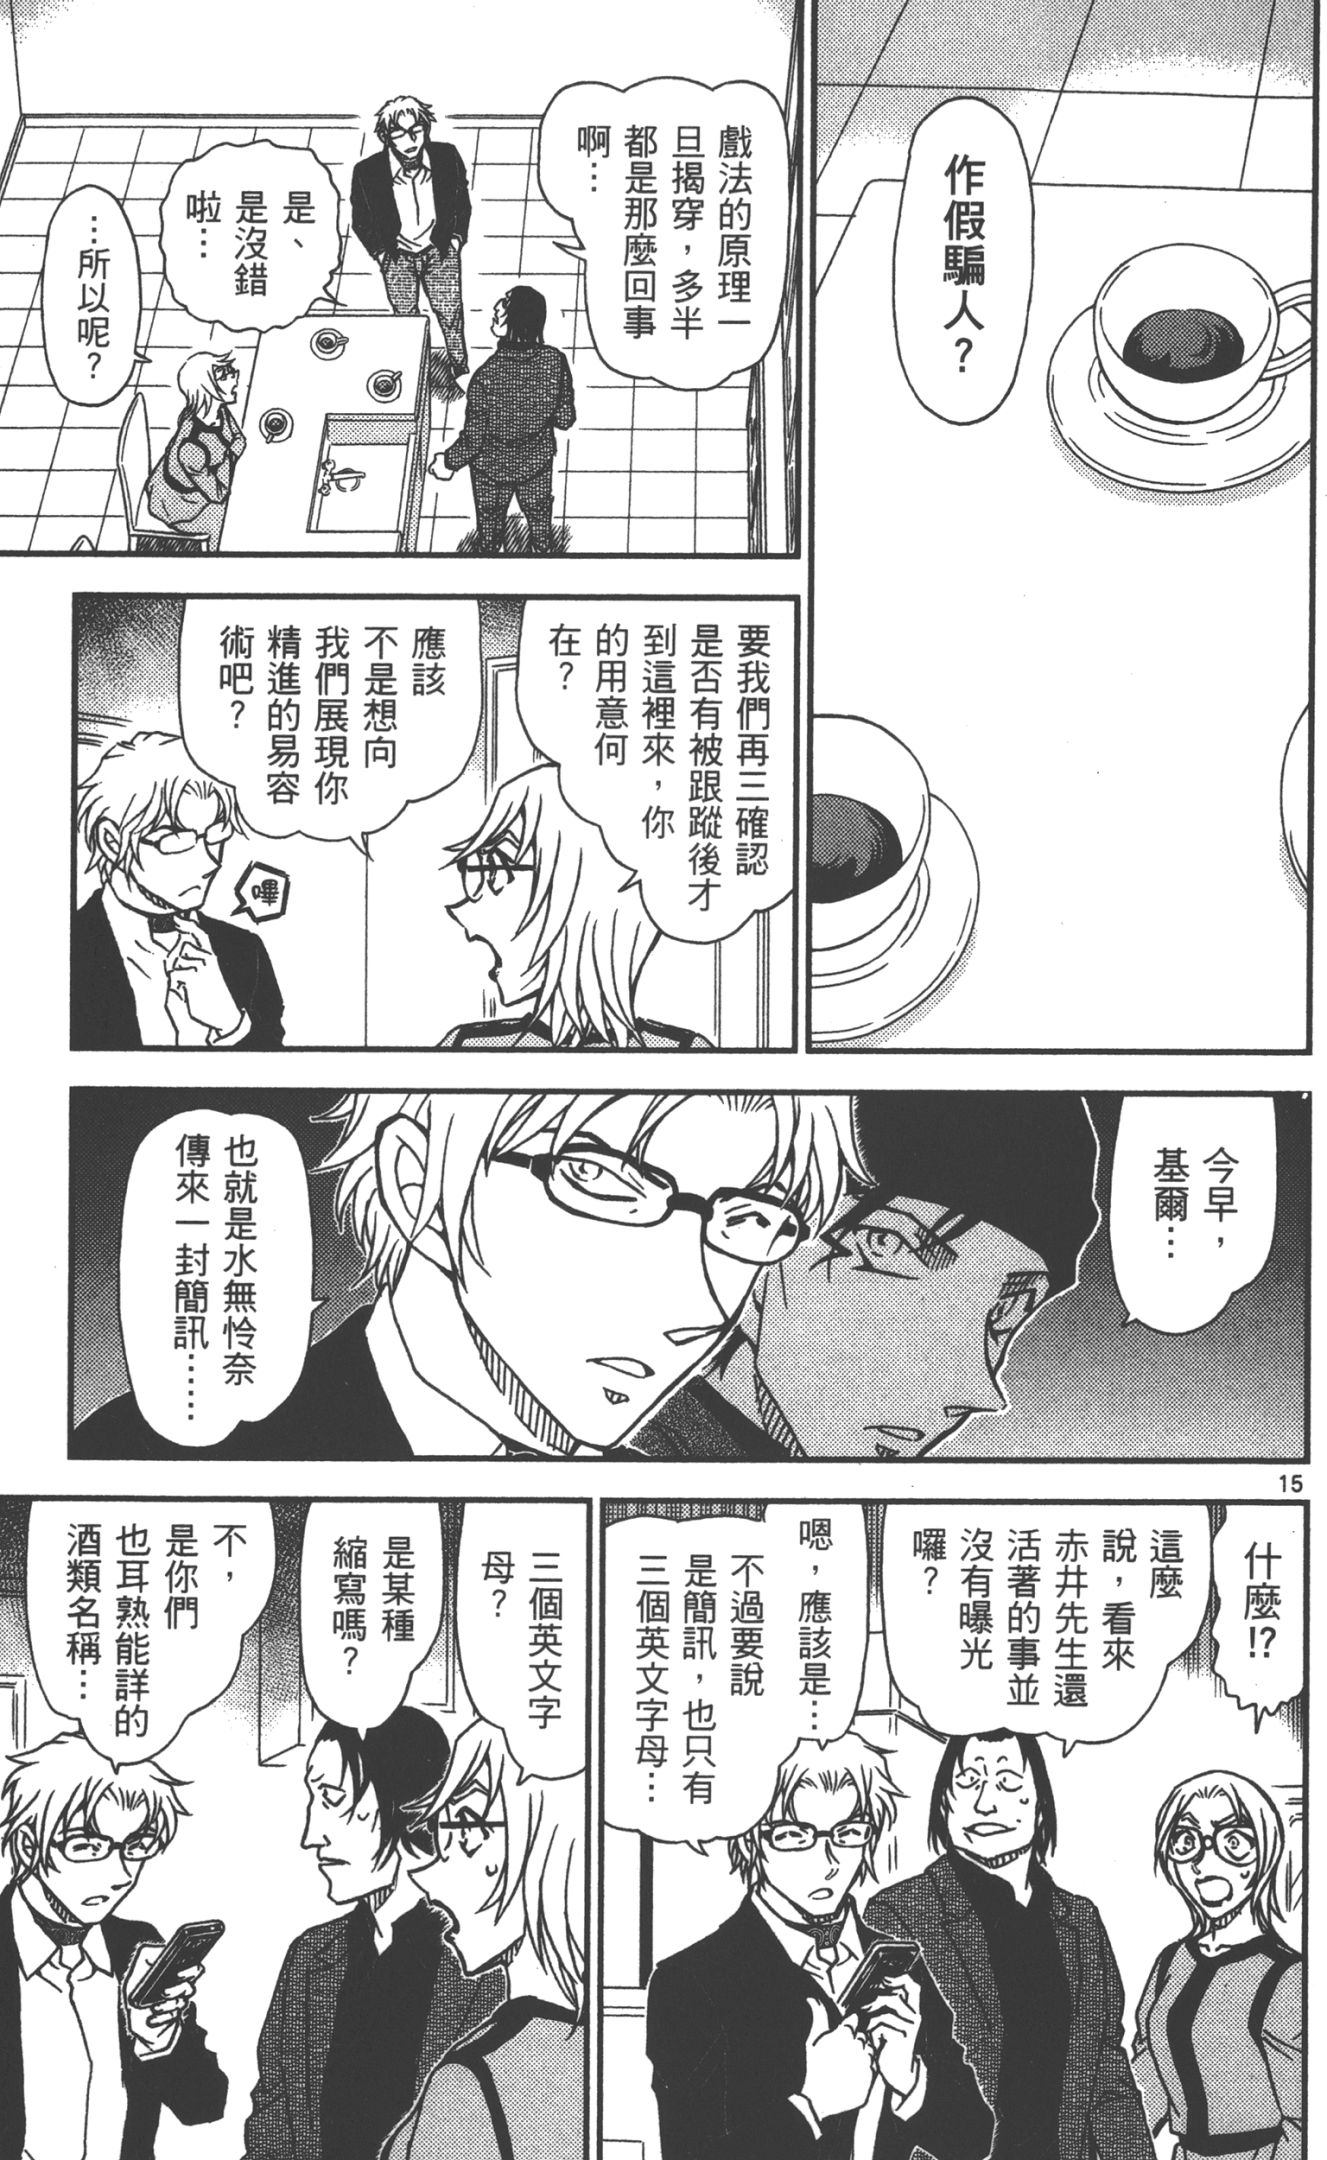 作假騙人?
戲法的原理一
旦揭穿,多半
都是那麼回事
啊…
是、
是沒錯
啦…
…所以呢?
要我們再三確認
是否有被跟蹤後才
到這裡來,你
的用意何
在?
應該
不是想向
我們展現你
精進的易容
術吧?
嗶
今早,
基爾…
也就是水無怜奈
傳來一封簡訊……
15
什麼!?
這麼
說,看來
赤井先生還
活著的事並
沒有曝光
囉?
嗯,應該是…
不過要說
是簡訊,也只有
三個英文字母…
三個英文字
母?
是某種
縮寫嗎?
不,
是你們
也耳熟能詳的
酒類名稱…